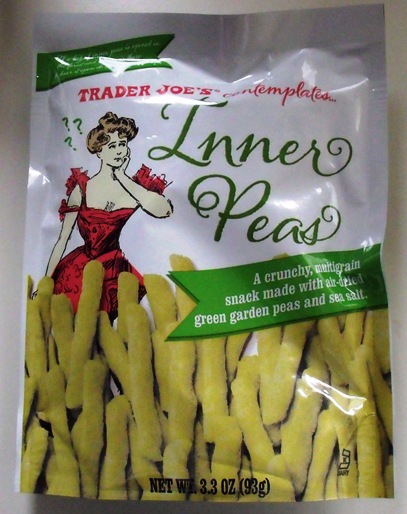 TRADER JOE'S contemplates...
? ?
?
Inner
Peas
A crunchy, multigrain
snack made with air-dried
green garden peas and sea salt.
DAIRY
NET WT. 3.3 OZ (93g)